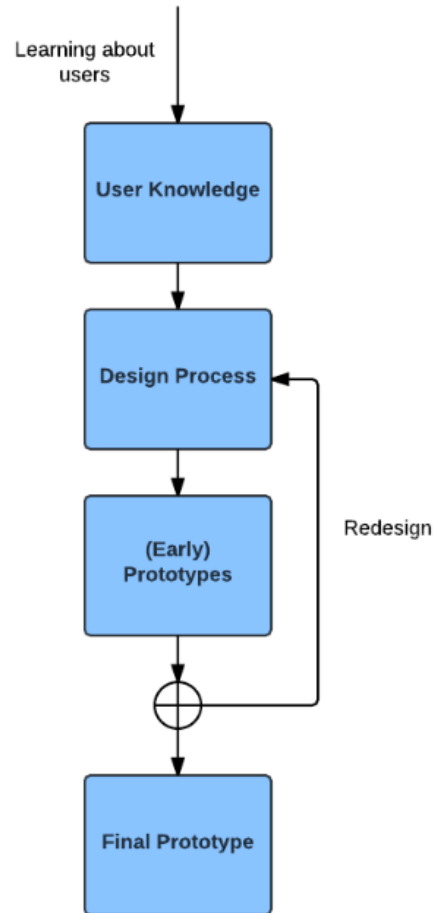 Learning about
users
User Knowledge
Design Process
(Early)
Prototypes
Redesign
Final Prototype